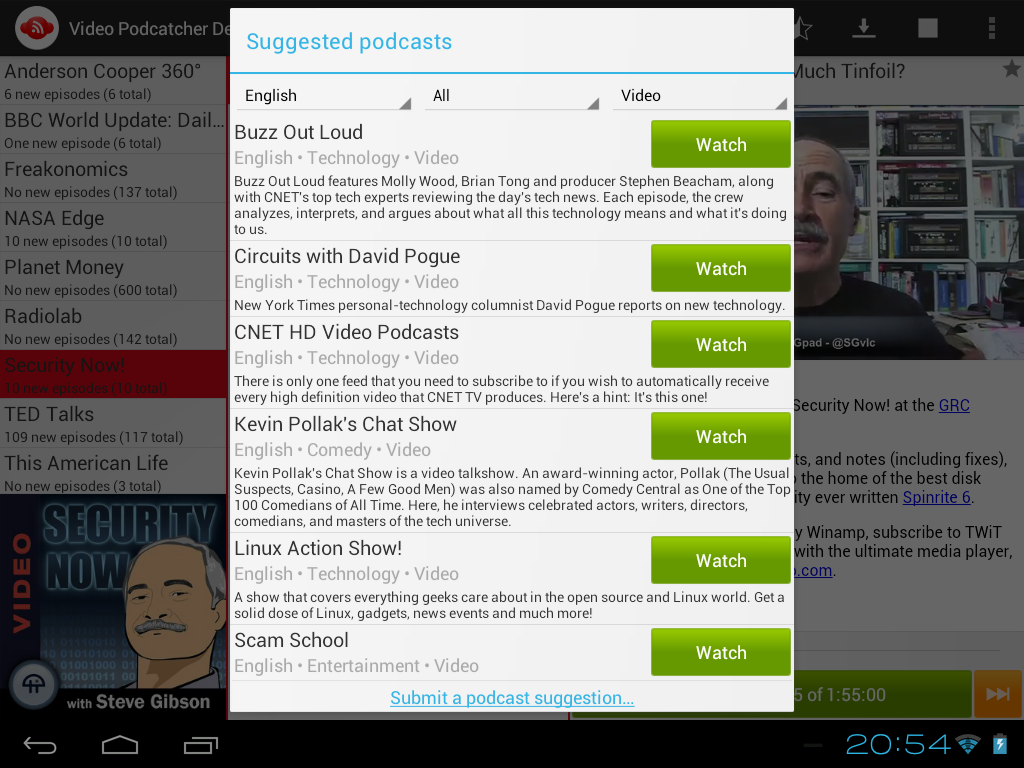 Video Podcatcher De
Suggested podcasts
English
All
Video
Buzz Out Loud
English • Technology • Video
Watch
Buzz Out Loud features Molly Wood, Brian Tong and producer Stephen Beacham, along
with CNET's top tech experts reviewing the day's tech news. Each episode, the crew
analyzes, interprets, and argues about what all this technology means and what it's doing
to us.
Circuits with David Pogue
English • Technology • Video
Watch
New York Times personal-technology columnist David Pogue reports on new technology.
CNET HD Video Podcasts
English • Technology • Video
Watch
There is only one feed that you need to subscribe to if you wish to automatically receive
every high definition video that CNET TV produces. Here's a hint: It's this one!
Kevin Pollak's Chat Show
English • Comedy • Video
Watch
Kevin Pollak's Chat Show is a video talkshow. An award-winning actor, Pollak (The Usual
Suspects, Casino, A Few Good Men) was also named by Comedy Central as One of the Top
100 Comedians of All Time. Here, he interviews celebrated actors, writers, directors,
comedians, and masters of the tech universe.
Linux Action Show!
English • Technology • Video
Watch
A show that covers everything geeks care about in the open source and Linux world. Get a
solid dose of Linux, gadgets, news events and much more!
Scam School
English • Entertainment • Video
Watch
Submit a podcast suggestion...
Anderson Cooper 360°
6 new episodes (6 total)
BBC World Update: Dail...
One new episode (6 total)
Freakonomics
No new episodes (137 total)
NASA Edge
10 new episodes (10 total)
Planet Money
No new episodes (600 total)
Radiolab
No new episodes (142 total)
Security Now!
10 new episodes (10 total)
TED Talks
109 new episodes (117 total)
This American Life
No new episodes (3 total)
VIDEO
SECURITY
NOW!
with Steve Gibson
Much Tinfoil?
Gpad - @SGvlc
Security Now! at the GRC
ts, and notes (including fixes),
the home of the best disk
ity ever written Spinrite 6.
y Winamp, subscribe to TWiT
with the ultimate media player,
.com.
5 of 1:55:00
20:54